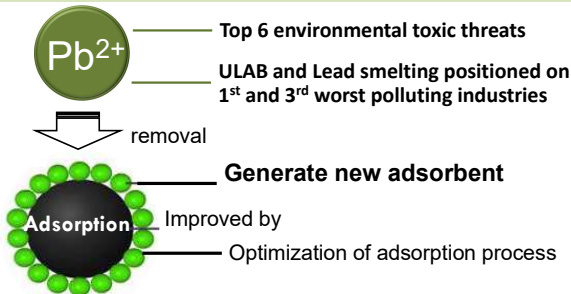 Pb²⁺
Top 6 environmental toxic threats
ULAB and Lead smelting positioned on
1ˢᵗ and 3ʳᵈ worst polluting industries
removal
Generate new adsorbent
Adsorption
Improved by
Optimization of adsorption process